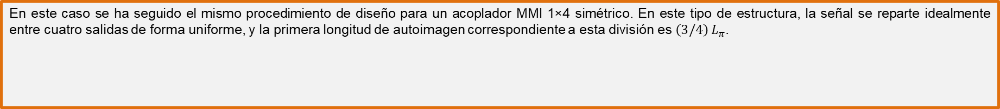 En este caso se ha seguido el mismo procedimiento de diseño para un acoplador MMI 1×4 simétrico. En este tipo de estructura, la señal se reparte idealmente
entre cuatro salidas de forma uniforme, y la primera longitud de autoimagen correspondiente a esta división es (3/4) L_π.